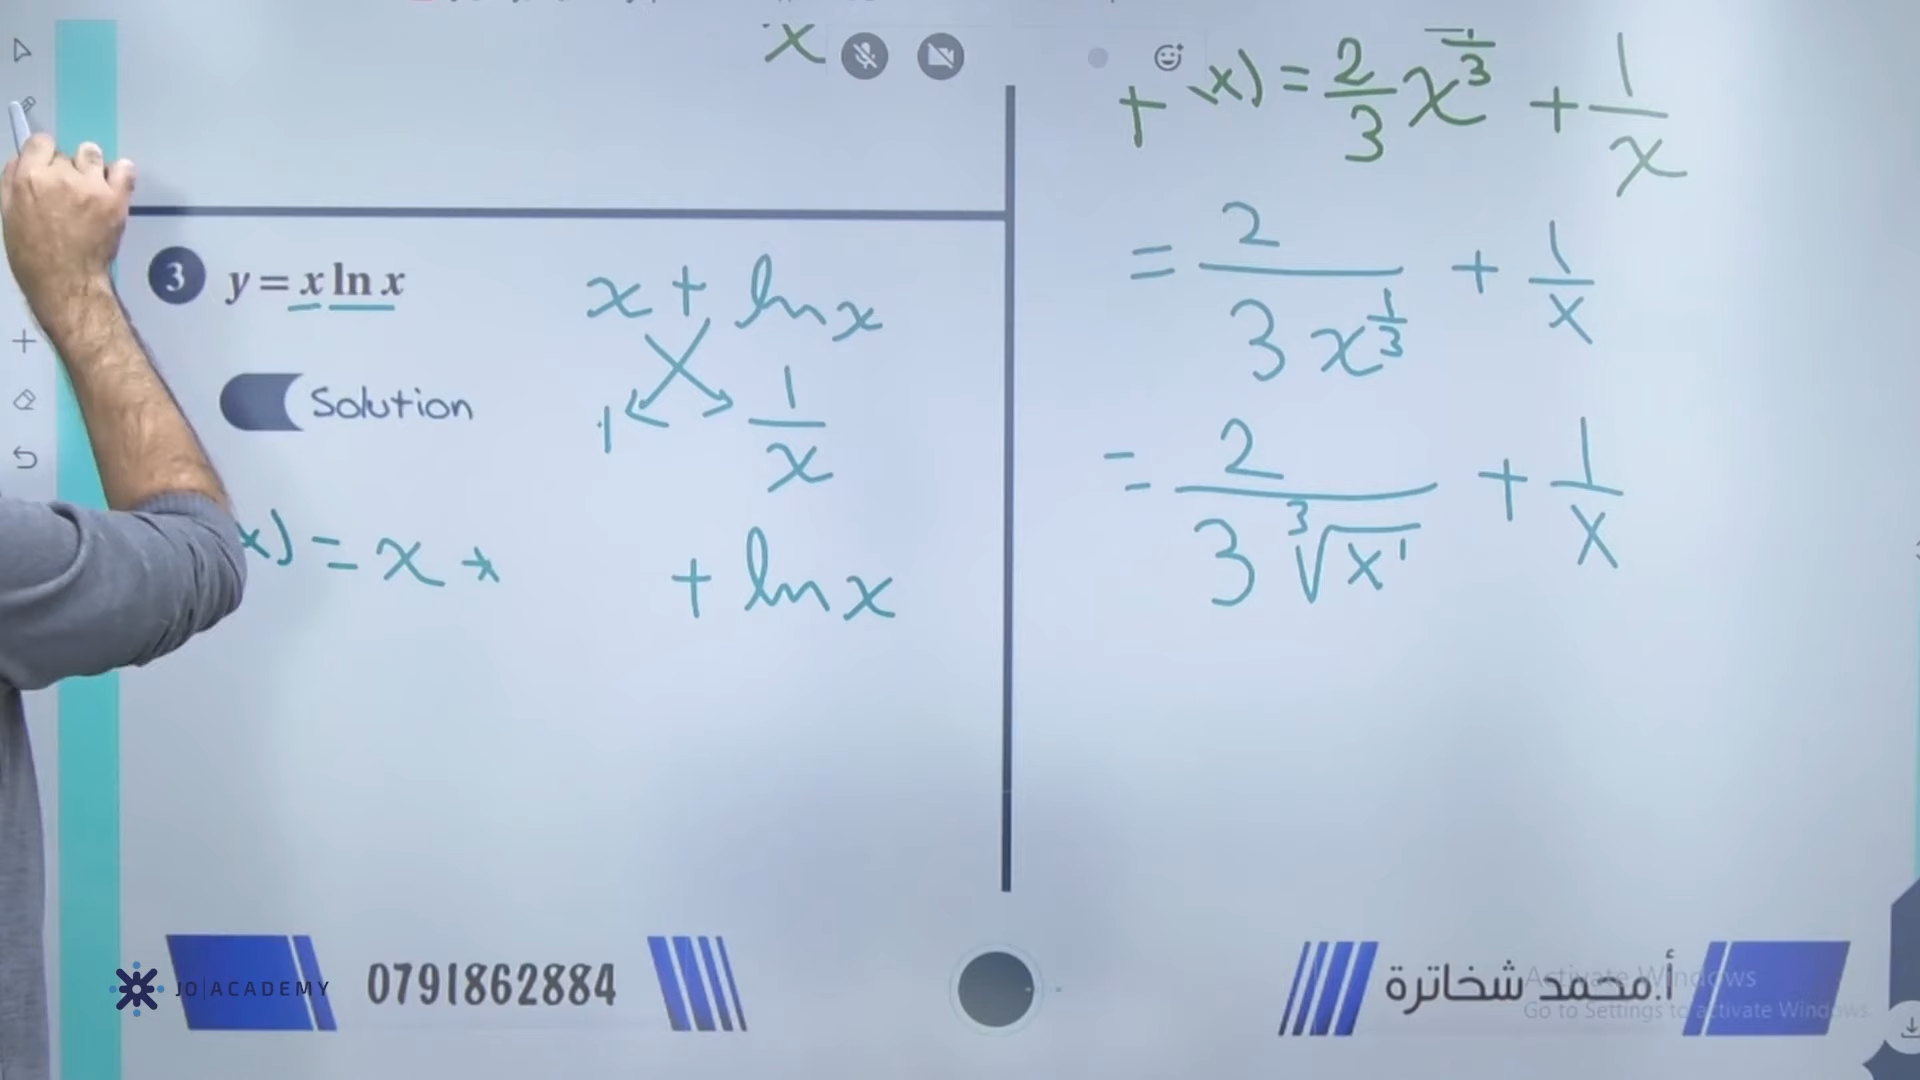 x
3 y = x ln x
x + ln x
1 1/x
Solution
x) = x * + ln x
+ x) = 2/3 x^-1/3 + 1/x
= 2/(3 x^1/3) + 1/x
= 2/(3 ∛x¹) + 1/x
JO|ACADEMY
0791862884
أ.محمد شخاترة
Activate Windows
Go to Settings to activate Windows.